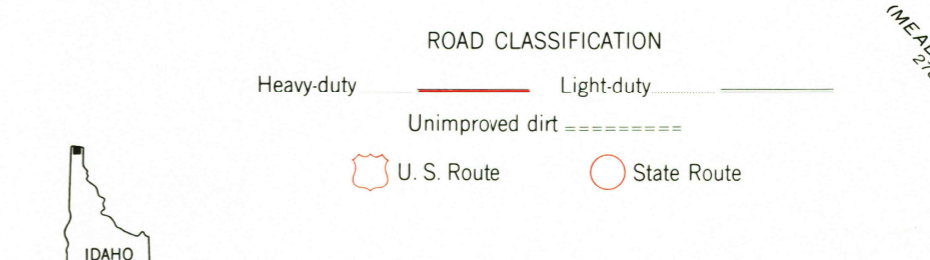 ROAD CLASSIFICATION
Heavy-duty Light-duty
Unimproved dirt
U. S. Route State Route
IDAHO